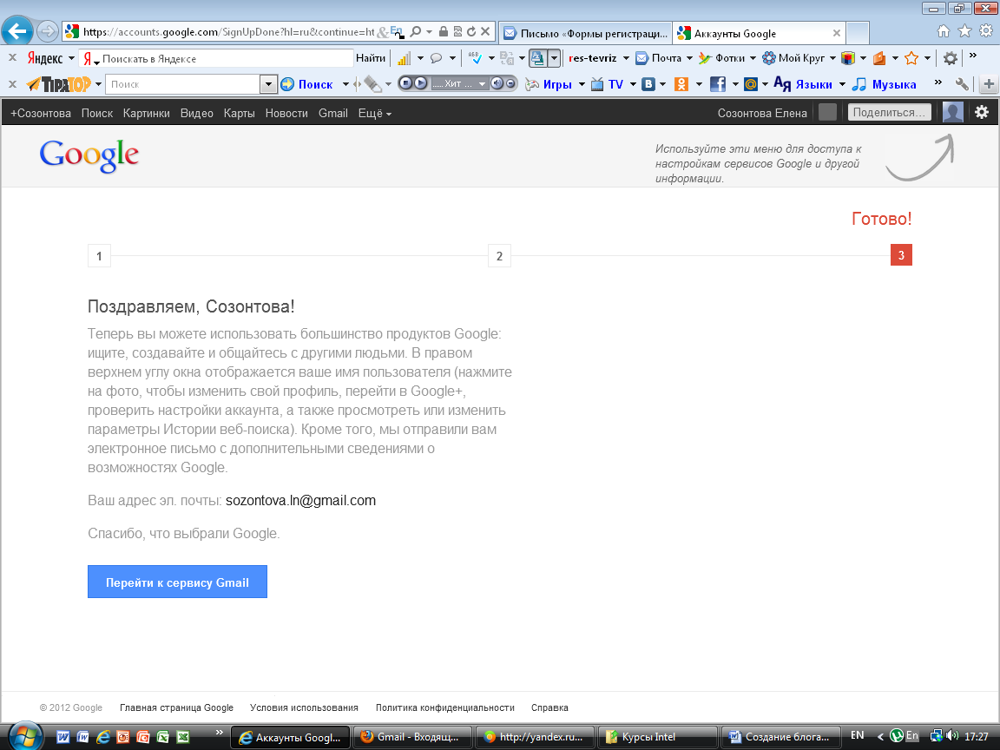 https://accounts.google.com/SignUpDone?hl=ru&continue=ht
Письмо «Формы регистраци...
Аккаунты Google
Яндекс
Поискать в Яндексе
Найти
res-tevriz
Почта
Фотки
Мой Круг
ТИРАТОР
Поиск
Поиск
Хит ...
Игры
TV
Языки
Музыка
+Созонтова Поиск Картинки Видео Карты Новости Gmail Ещё
Созонтова Елена
Поделиться...
Google
Используйте эти меню для доступа к
настройкам сервисов Google и другой
информации.
Готово!
1
2
3
Поздравляем, Созонтова!
Теперь вы можете использовать большинство продуктов Google:
ищите, создавайте и общайтесь с другими людьми. В правом
верхнем углу окна отображается ваше имя пользователя (нажмите
на фото, чтобы изменить свой профиль, перейти в Google+,
проверить настройки аккаунта, а также просмотреть или изменить
параметры Истории веб-поиска). Кроме того, мы отправили вам
электронное письмо с дополнительными сведениями о
возможностях Google.
Ваш адрес эл. почты: sozontova.ln@gmail.com
Спасибо, что выбрали Google.
Перейти к сервису Gmail
© 2012 Google Главная страница Google Условия использования Политика конфиденциальности Справка
Аккаунты Googl...
Gmail - Входящ...
http://yandex.ru...
Курсы Intel
Создание блога...
EN
En
17:27